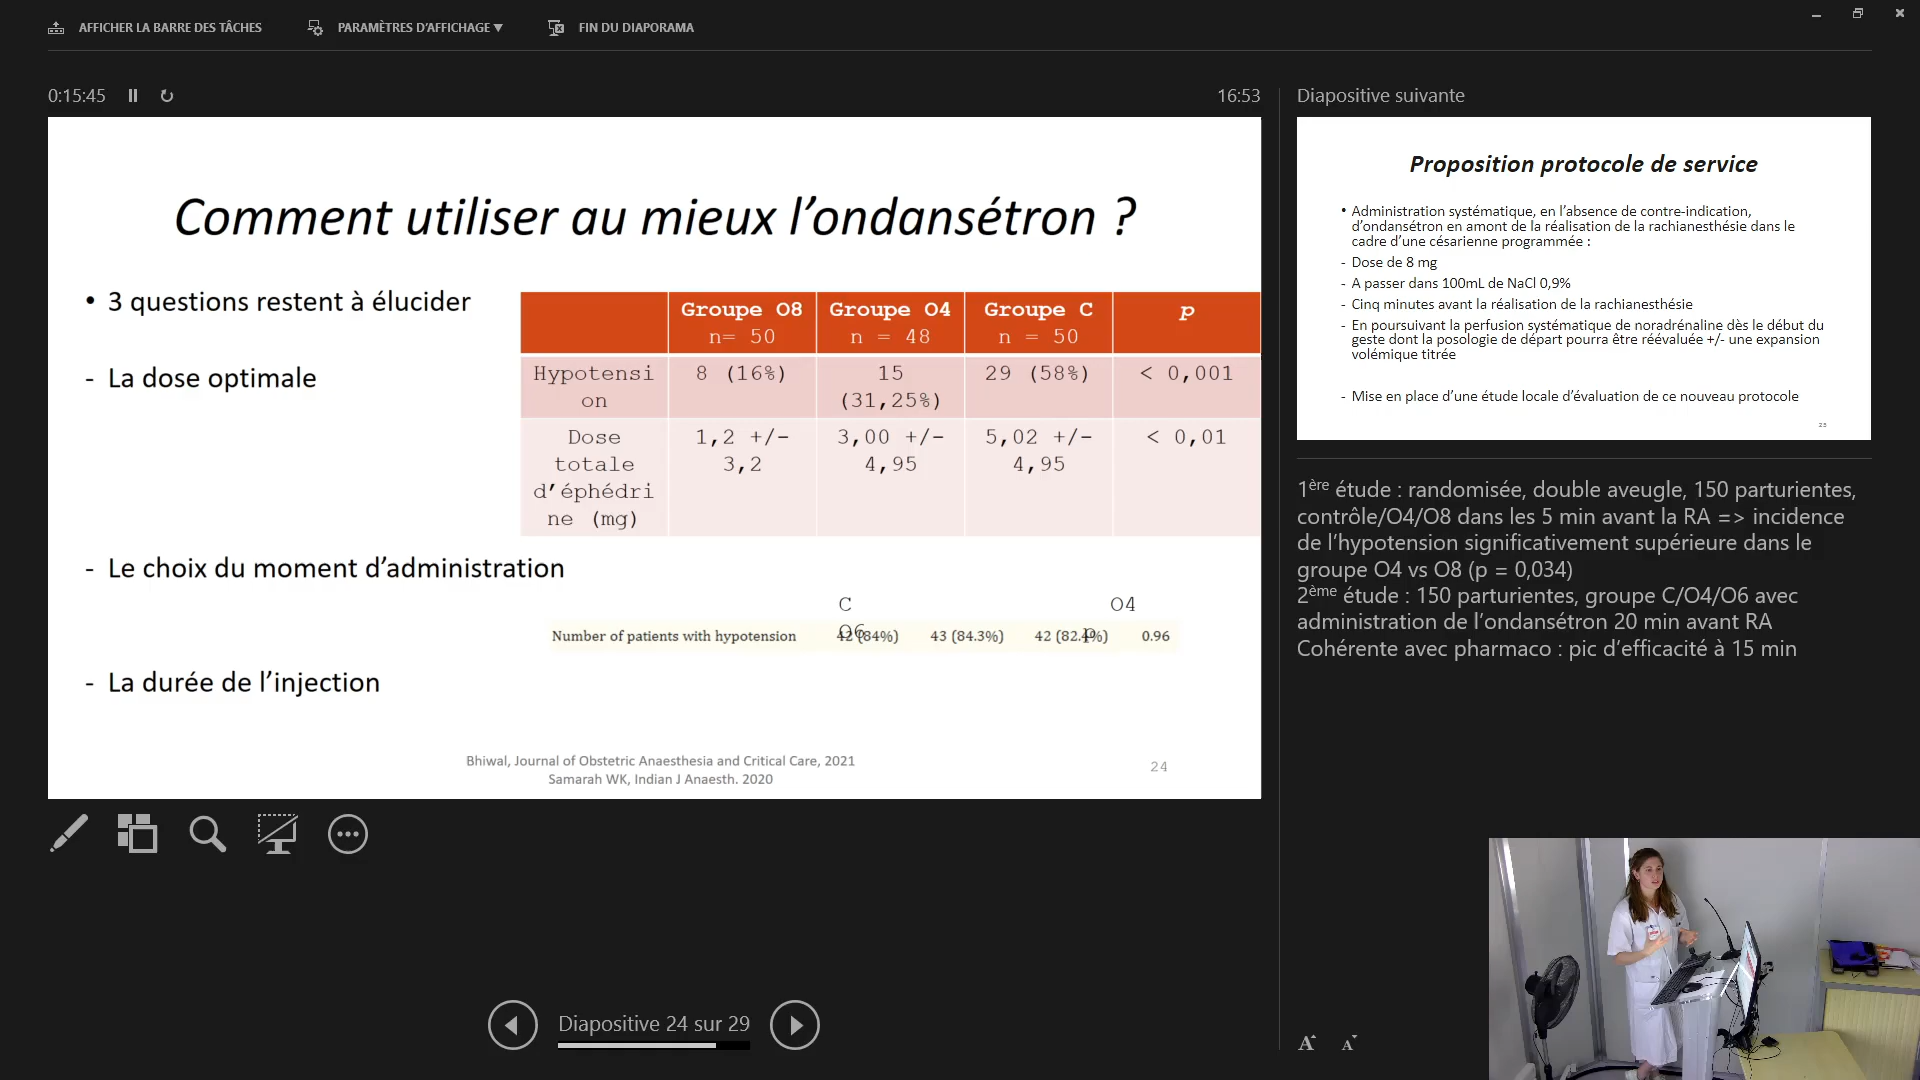 AFFICHER LA BARRE DES TÂCHES
PARAMÈTRES D'AFFICHAGE ▼
FIN DU DIAPORAMA
0:15:45
16:53
Comment utiliser au mieux l'ondansétron ?
• 3 questions restent à élucider
- La dose optimale
Groupe O8 Groupe O4 Groupe C p
n= 50 n = 48 n = 50
Hypotensi 8 (16%) 15 29 (58%) < 0,001
on (31,25%)
Dose 1,2 +/- 3,00 +/- 5,02 +/- < 0,01
totale 3,2 4,95 4,95
d'éphédri
ne (mg)
- Le choix du moment d'administration
C O4
O6 p
Number of patients with hypotension 42 (84%) 43 (84.3%) 42 (82.4%) 0.96
- La durée de l'injection
Bhiwal, Journal of Obstetric Anaesthesia and Critical Care, 2021
Samarah WK, Indian J Anaesth. 2020
24
Diapositive 24 sur 29
Diapositive suivante
Proposition protocole de service
• Administration systématique, en l'absence de contre-indication,
d'ondansétron en amont de la réalisation de la rachianesthésie dans le
cadre d'une césarienne programmée :
- Dose de 8 mg
- A passer dans 100mL de NaCl 0,9%
- Cinq minutes avant la réalisation de la rachianesthésie
- En poursuivant la perfusion systématique de noradrénaline dès le début du
geste dont la posologie de départ pourra être réévaluée +/- une expansion
volémique titrée
- Mise en place d'une étude locale d'évaluation de ce nouveau protocole
25
1ère étude : randomisée, double aveugle, 150 parturientes,
contrôle/O4/O8 dans les 5 min avant la RA => incidence
de l'hypotension significativement supérieure dans le
groupe O4 vs O8 (p = 0,034)
2ème étude : 150 parturientes, groupe C/O4/O6 avec
administration de l'ondansétron 20 min avant RA
Cohérente avec pharmaco : pic d'efficacité à 15 min
A A